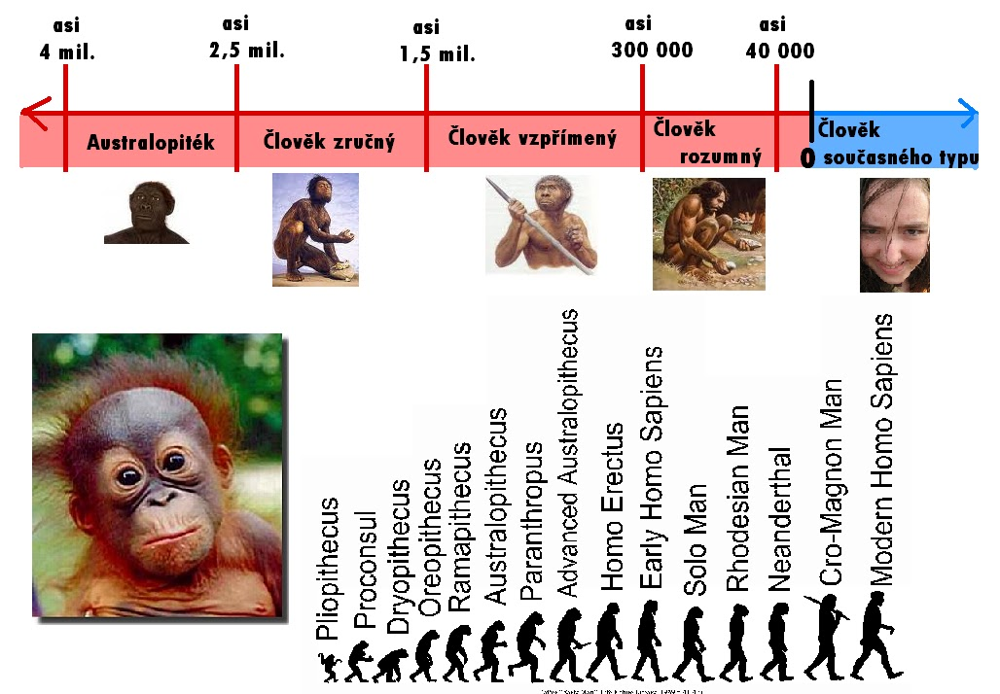 asi
4 mil.
asi
2,5 mil.
asi
1,5 mil.
asi
300 000
asi
40 000
Australopiték
Člověk zručný
Člověk vzpřímený
Člověk
rozumný
0
Člověk
současného typu
Pliopithecus
Proconsul
Dryopithecus
Oreopithecus
Ramapithecus
Australopithecus
Paranthropus
Advanced Australopithecus
Homo Erectus
Early Homo Sapiens
Solo Man
Rhodesian Man
Neanderthal
Cro-Magnon Man
Modern Homo Sapiens